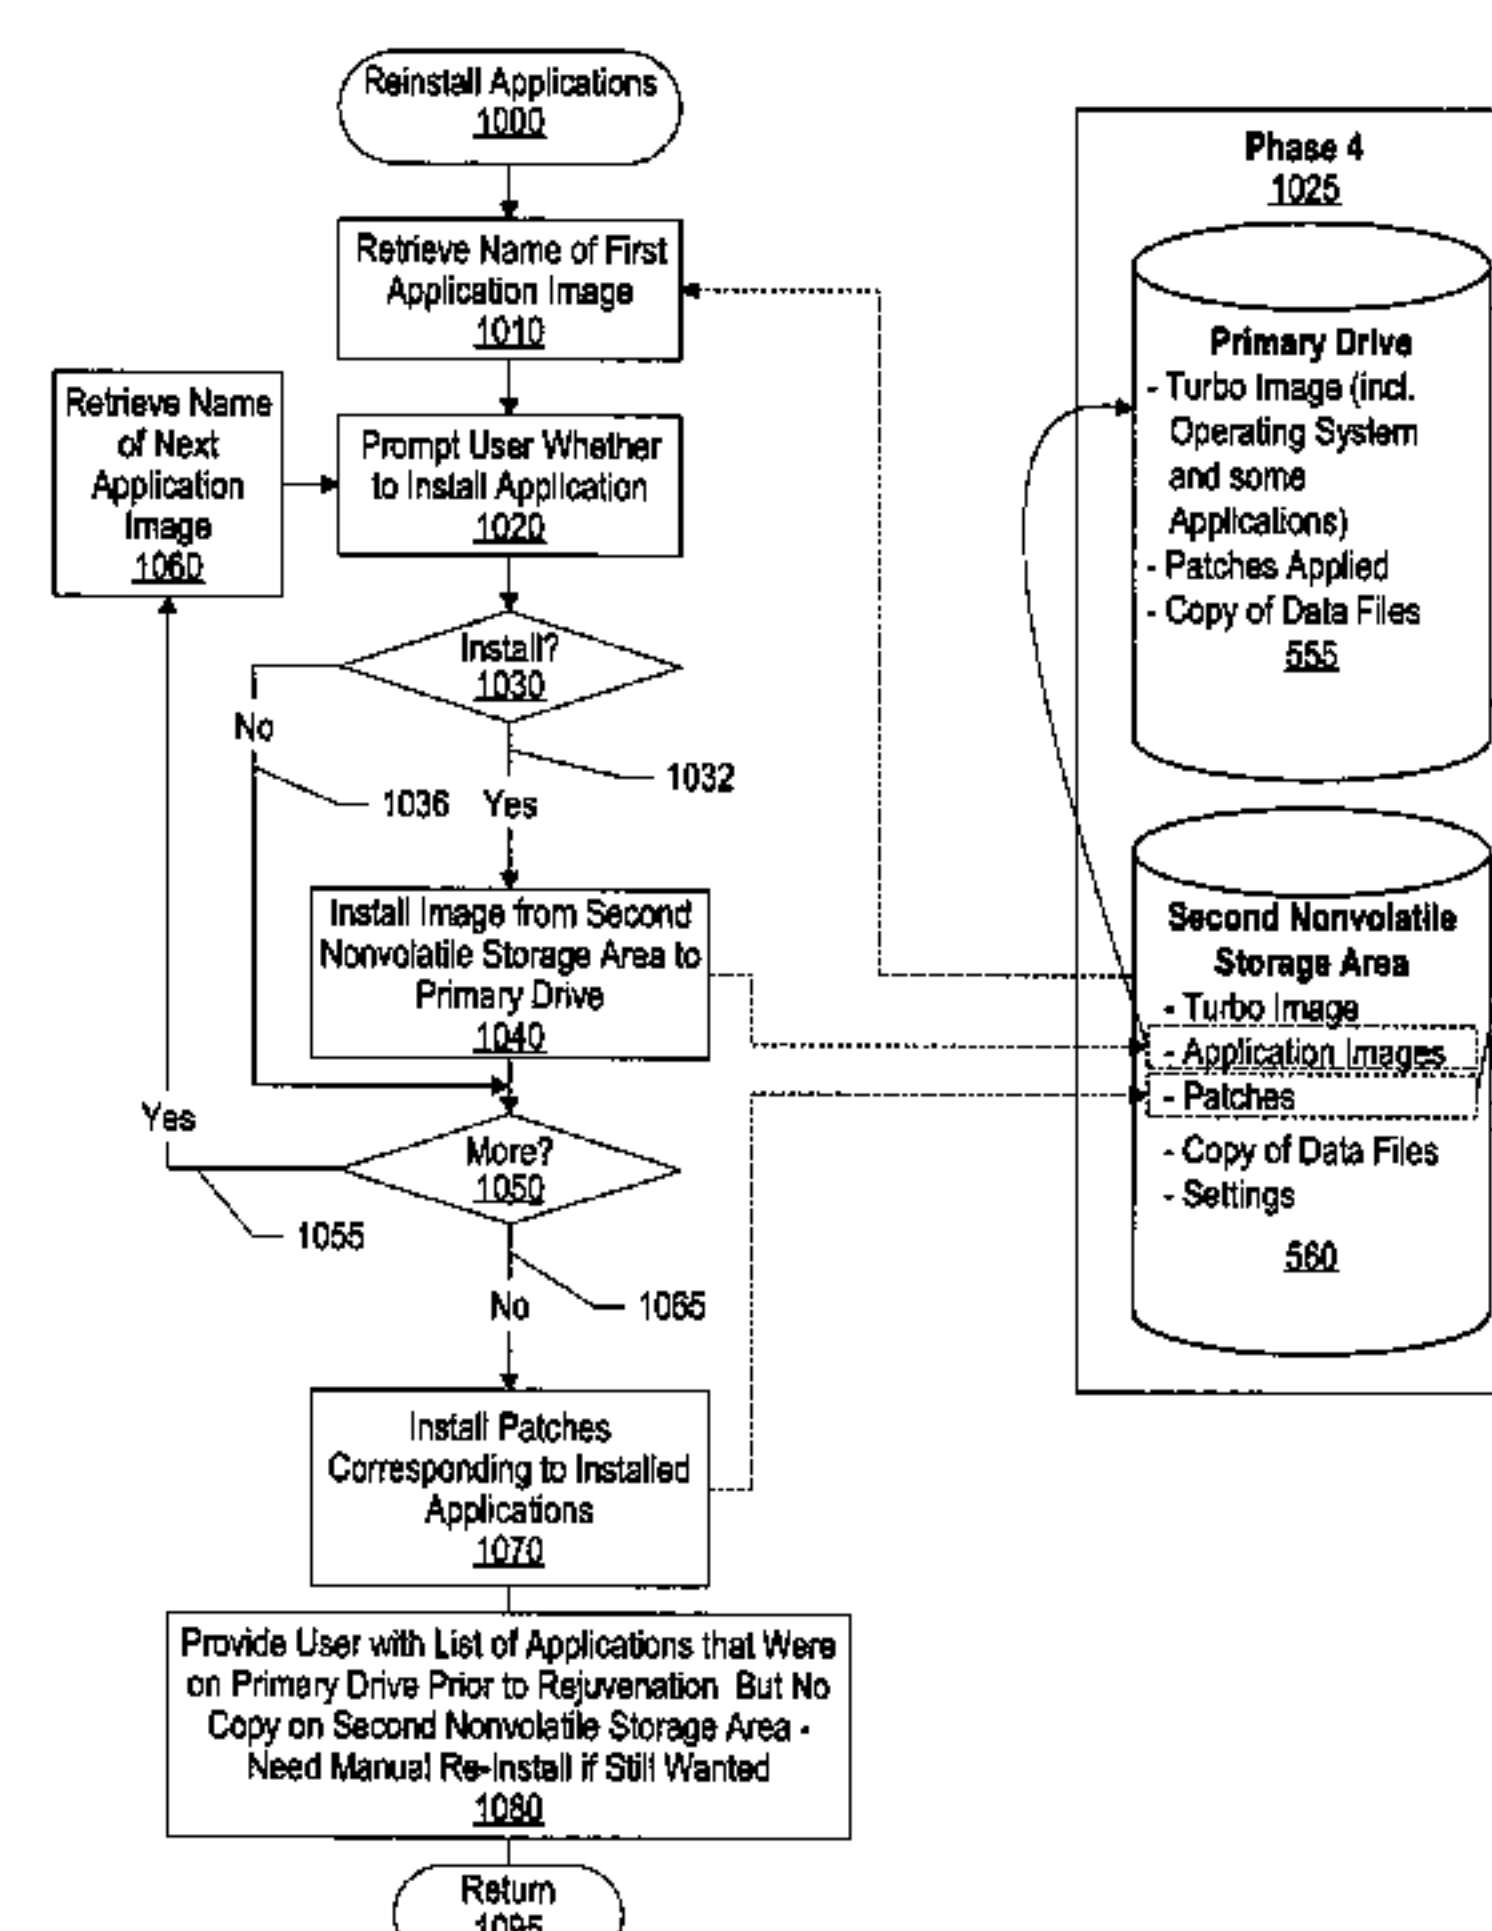 Reinstall Applications
1000
Retrieve Name of First
Application Image
1010
Retrieve Name
of Next
Application
Image
1060
Prompt User Whether
to Install Application
1020
Install?
1030
No
1036
Yes
1032
Install Image from Second
Nonvolatile Storage Area to
Primary Drive
1040
Yes
More?
1050
1055
No
1065
Install Patches
Corresponding to Installed
Applications
1070
Provide User with List of Applications that Were
on Primary Drive Prior to Rejuvenation But No
Copy on Second Nonvolatile Storage Area -
Need Manual Re-Install if Still Wanted
1080
Return
1095
Phase 4
1025
Primary Drive
- Turbo Image (incl.
Operating System
and some
Applications)
- Patches Applied
- Copy of Data Files
555
Second Nonvolatile
Storage Area
- Turbo Image
- Application Images
- Patches
- Copy of Data Files
- Settings
560